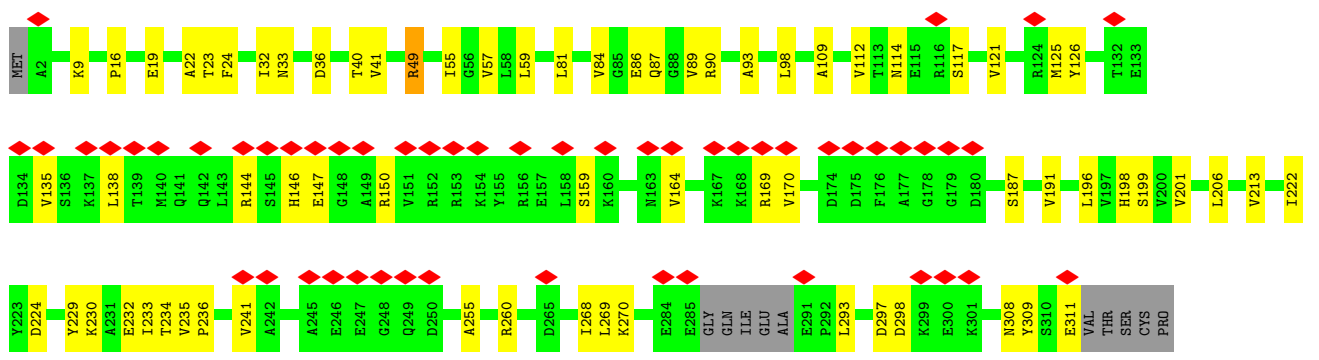 MET A2 K9 P16 E19 A22 T23 F24 I32 N33 D36 T40 V41 R49 I55 G56 V57 L58 L59 L81 V84 G85 E86 Q87 G88 V89 R90 A93 L98 A109 V112 T113 N114 E115 R116 S117 V121 R124 M125 Y126 T132 E133
D134 V135 S136 K137 L138 T139 M140 Q141 Q142 L143 R144 S145 H146 E147 G148 A149 R150 V151 R152 R153 K154 Y155 R156 E157 L158 S159 K160 N163 V164 K167 K168 R169 V170 D174 D175 F176 A177 G178 G179 D180 S187 V191 L196 V197 H198 S199 V200 V201 L206 V213 I222
Y223 D224 Y229 K230 A231 E232 I233 T234 V235 P236 V241 A242 A245 E246 E247 G248 Q249 D250 A255 R260 D265 I268 L269 K270 E284 E285 GLY GLN ILE GLU ALA E291 P292 L293 D297 D298 K299 E300 K301 N308 Y309 S310 E311 VAL THR SER CYS PRO